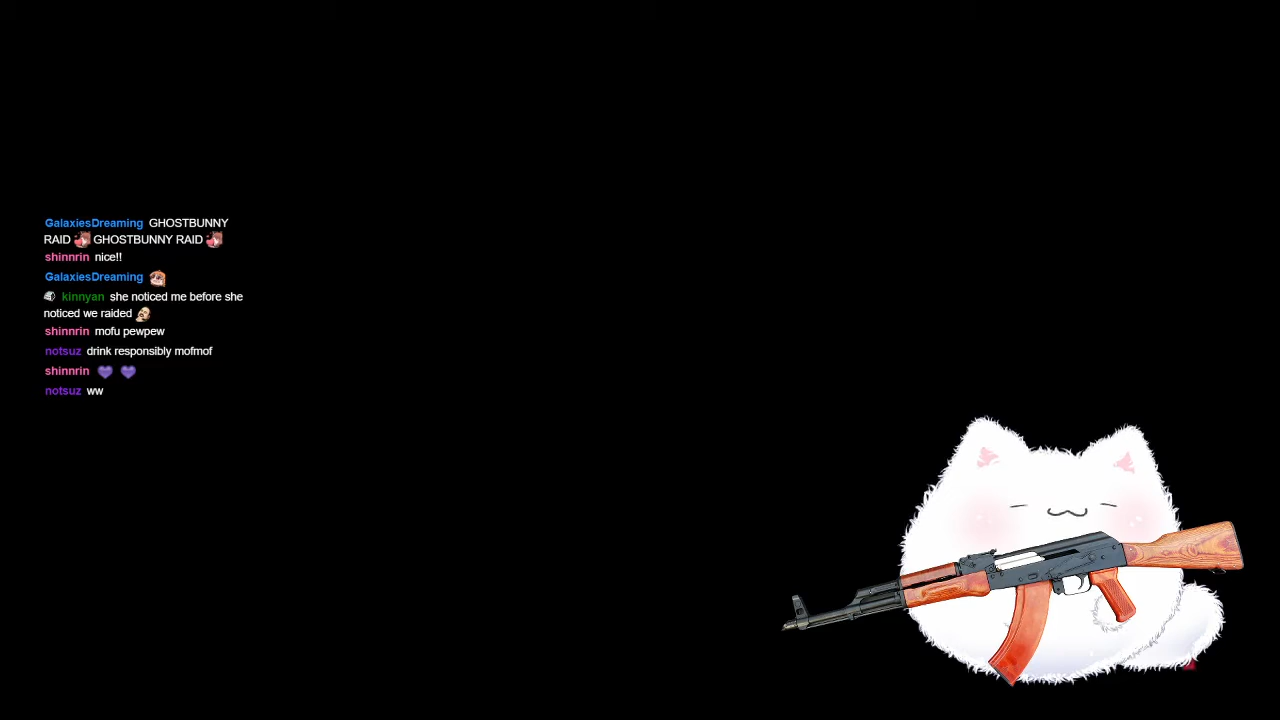 GalaxiesDreaming GHOSTBUNNY
RAID GHOSTBUNNY RAID
shinnrin nice!!
GalaxiesDreaming
kinnyan she noticed me before she
noticed we raided
shinnrin mofu pewpew
notsuz drink responsibly mofmof
shinnrin
notsuz ww